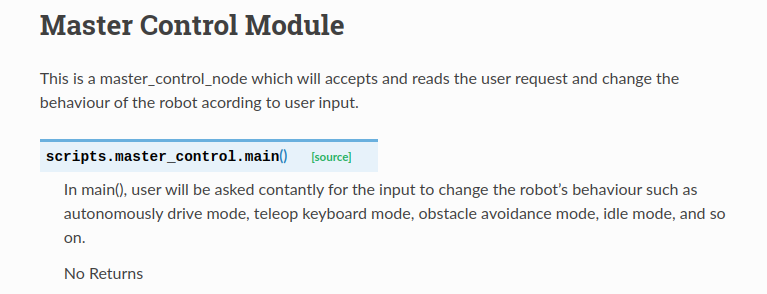 Master Control Module
This is a master_control_node which will accepts and reads the user request and change the
behaviour of the robot acording to user input.
scripts.master_control.main() [source]
In main(), user will be asked contantly for the input to change the robot's behaviour such as
autonomously drive mode, teleop keyboard mode, obstacle avoidance mode, idle mode, and so
on.
No Returns